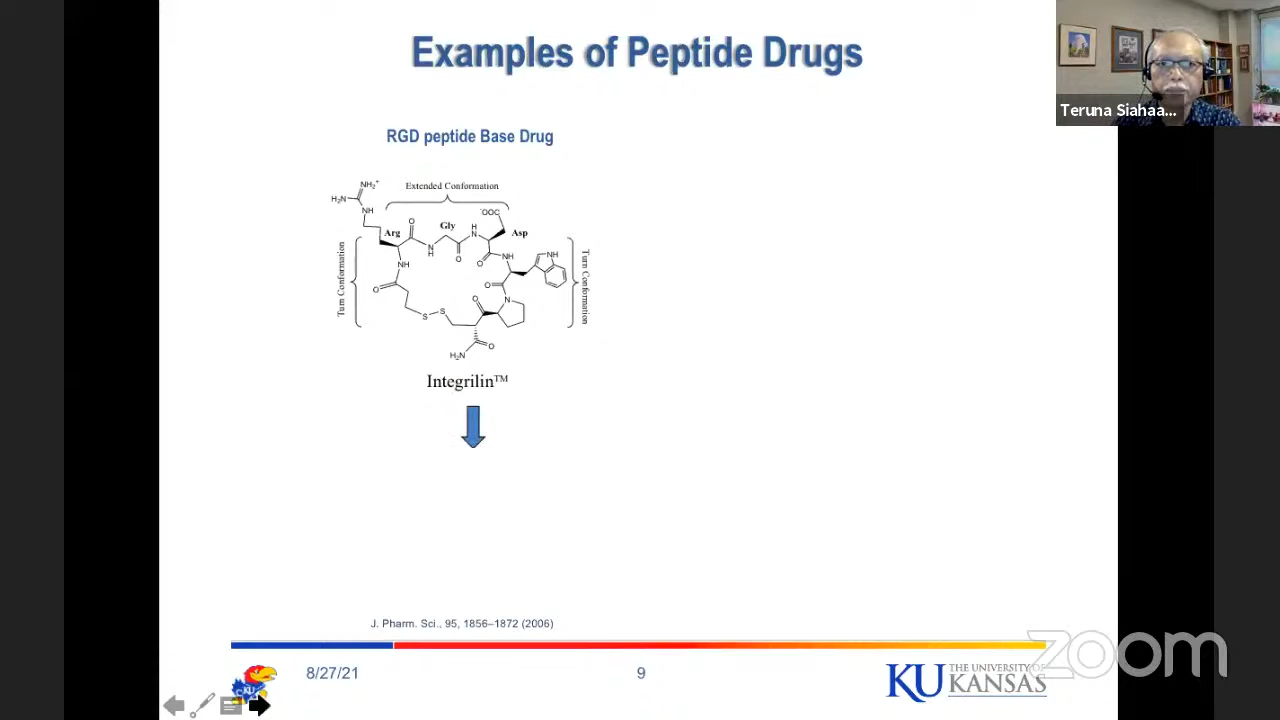 Examples of Peptide Drugs
Teruna Siahaa...
RGD peptide Base Drug
Extended Conformation
NH2+
H2N
NH
-OOC
Arg
O
Gly
H
N
Asp
N
H
O
O
NH
NH
NH
O
O
N
O
S
S
H2N
O
Turn Conformation
Turn Conformation
Integrilin™
J. Pharm. Sci., 95, 1856–1872 (2006)
8/27/21
9
KU THE UNIVERSITY OF
KANSAS
KU
zoom